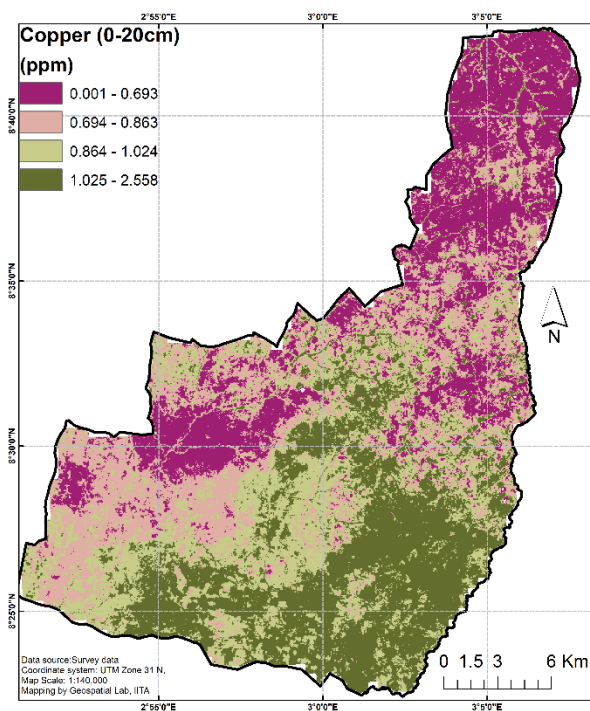 2°55'0"E 3°0'0"E 3°5'0"E
Copper (0-20cm)
(ppm)
0.001 - 0.693
0.694 - 0.863
0.864 - 1.024
1.025 - 2.558
8°40'0"N
8°35'0"N
N
8°30'0"N
8°25'0"N
Data source:Survey data
Coordinate system: UTM Zone 31 N,
Map Scale: 1:140,000
Mapping by Geospatial Lab, IITA
0 1.5 3 6 Km
2°55'0"E 3°0'0"E 3°5'0"E